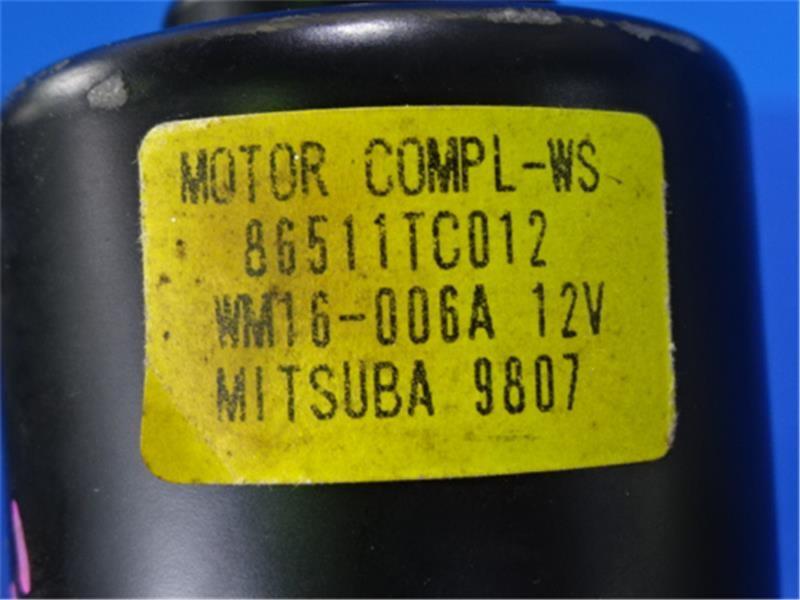 MOTOR COMPL-WS
86511TC012
WM16-006A 12V
MITSUBA 9807